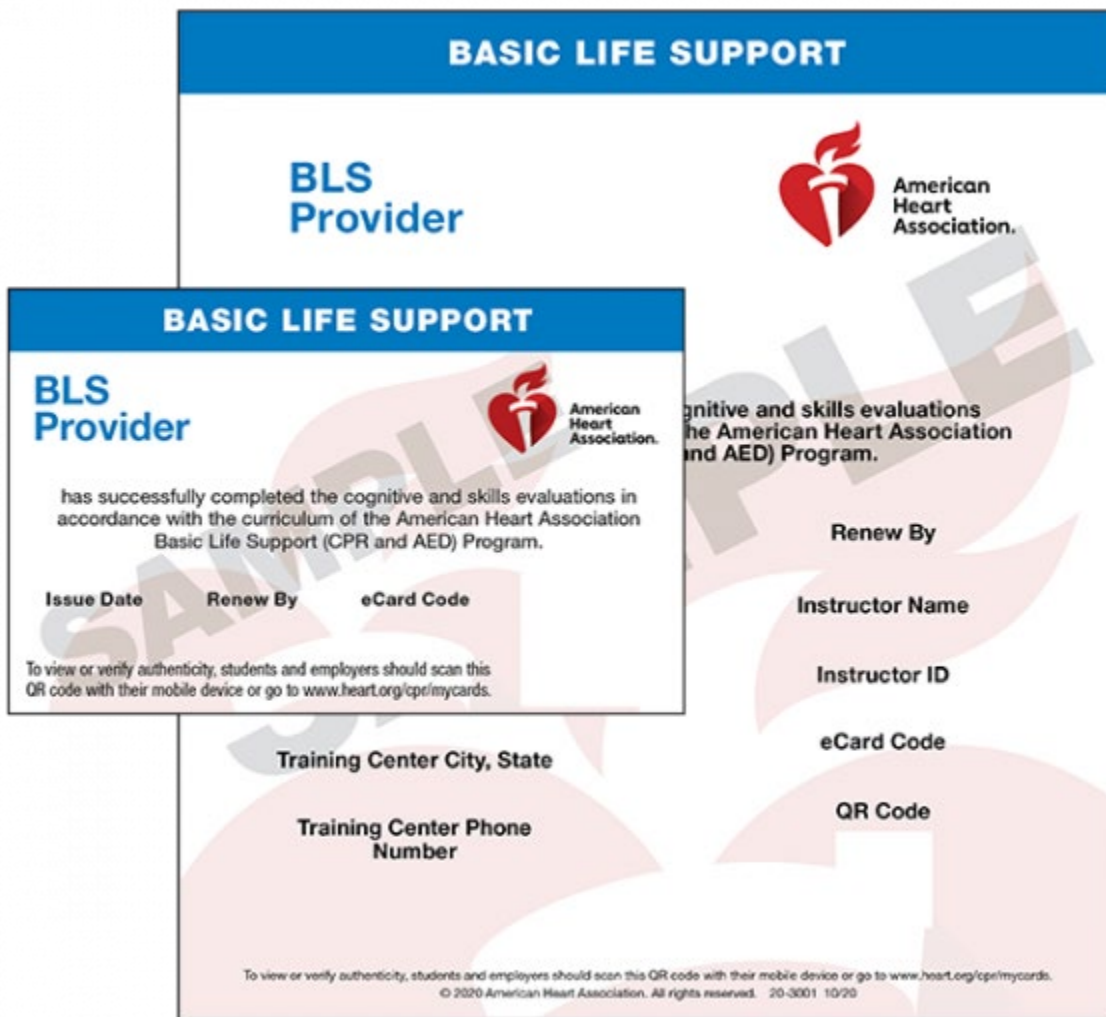 BASIC LIFE SUPPORT
BLS
Provider
American
Heart
Association.
gnitive and skills evaluations
he American Heart Association
and AED) Program.
Renew By
Instructor Name
Instructor ID
eCard Code
QR Code
Training Center City, State
Training Center Phone
Number
To view or verify authenticity, students and employers should scan this QR code with their mobile device or go to www.heart.org/cpr/mycards.
© 2020 American Heart Association. All rights reserved. 20-3001 10/20
BASIC LIFE SUPPORT
BLS
Provider
American
Heart
Association.
has successfully completed the cognitive and skills evaluations in
accordance with the curriculum of the American Heart Association
Basic Life Support (CPR and AED) Program.
Issue Date Renew By eCard Code
To view or verify authenticity, students and employers should scan this
QR code with their mobile device or go to www.heart.org/cpr/mycards.
SAMPLE